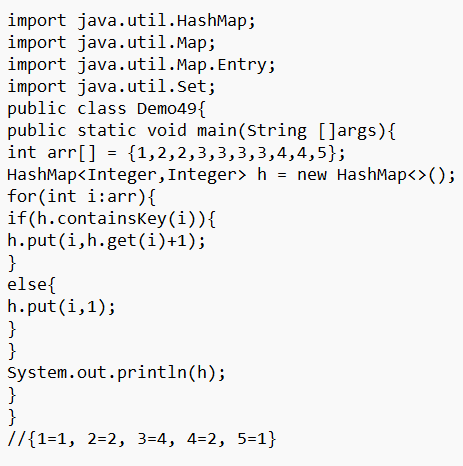 import java.util.HashMap;
import java.util.Map;
import java.util.Map.Entry;
import java.util.Set;
public class Demo49{
public static void main(String []args){
int arr[] = {1,2,2,3,3,3,3,4,4,5};
HashMap<Integer,Integer> h = new HashMap<>();
for(int i:arr){
if(h.containsKey(i)){
h.put(i,h.get(i)+1);
}
else{
h.put(i,1);
}
}
System.out.println(h);
}
}
//{1=1, 2=2, 3=4, 4=2, 5=1}